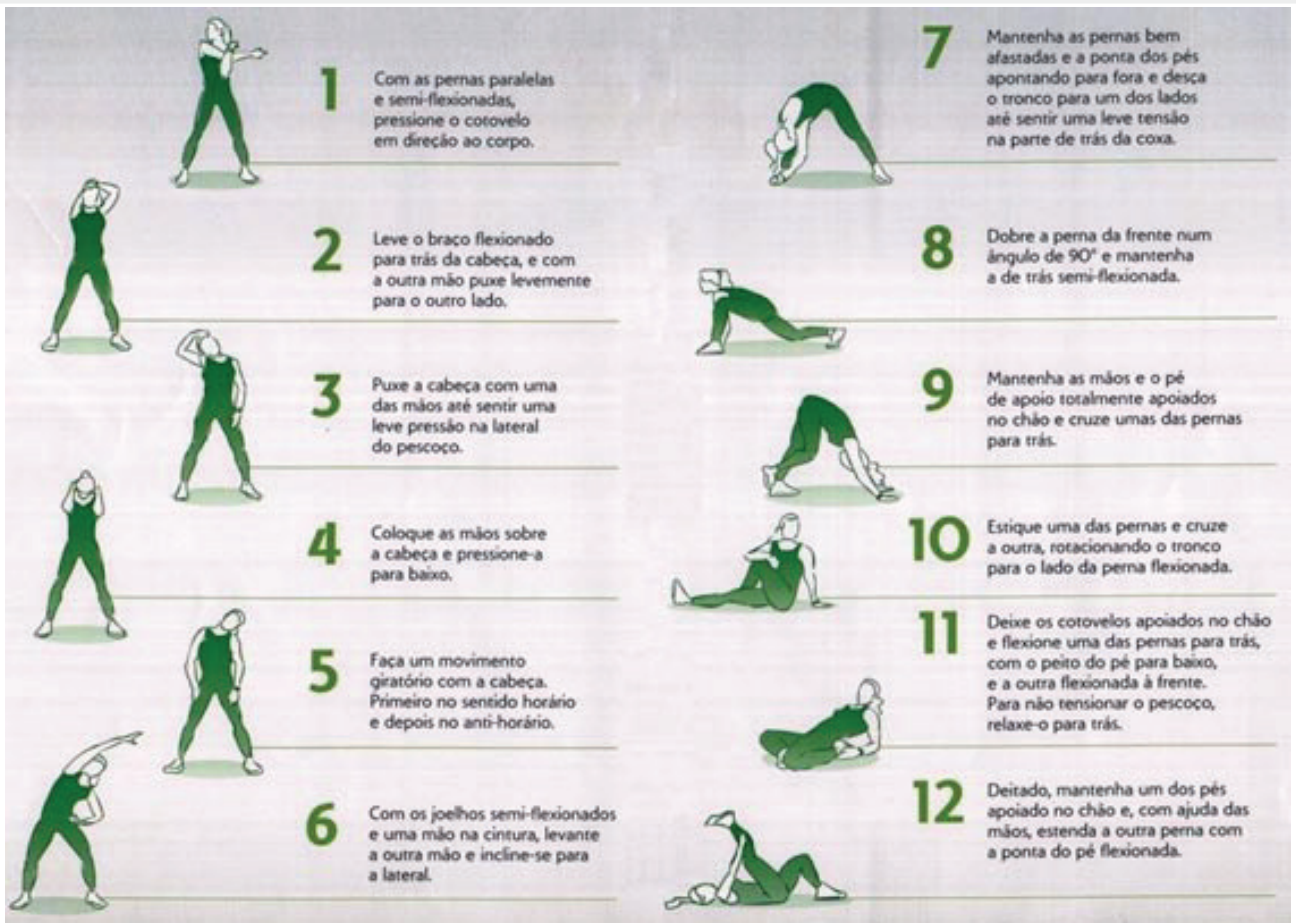 1
Com as pernas paralelas
e semi-flexionadas,
pressione o cotovelo
em direção ao corpo.
2
Leve o braço flexionado
para trás da cabeça, e com
a outra mão puxe levemente
para o outro lado.
3
Puxe a cabeça com uma
das mãos até sentir uma
leve pressão na lateral
do pescoço.
4
Coloque as mãos sobre
a cabeça e pressione-a
para baixo.
5
Faça um movimento
giratório com a cabeça.
Primeiro no sentido horário
e depois no anti-horário.
6
Com os joelhos semi-flexionados
e uma mão na cintura, levante
a outra mão e incline-se para
a lateral.
7
Mantenha as pernas bem
afastadas e a ponta dos pés
apontando para fora e desça
o tronco para um dos lados
até sentir uma leve tensão
na parte de trás da coxa.
8
Dobre a perna da frente num
ângulo de 90° e mantenha
a de trás semi-flexionada.
9
Mantenha as mãos e o pé
de apoio totalmente apoiados
no chão e cruze umas das pernas
para trás.
10
Estique uma das pernas e cruze
a outra, rotacionando o tronco
para o lado da perna flexionada.
11
Deixe os cotovelos apoiados no chão
e flexione uma das pernas para trás,
com o peito do pé para baixo,
e a outra flexionada à frente.
Para não tensionar o pescoço,
relaxe-o para trás.
12
Deitado, mantenha um dos pés
apoiado no chão e, com ajuda das
mãos, estenda a outra perna com
a ponta do pé flexionada.